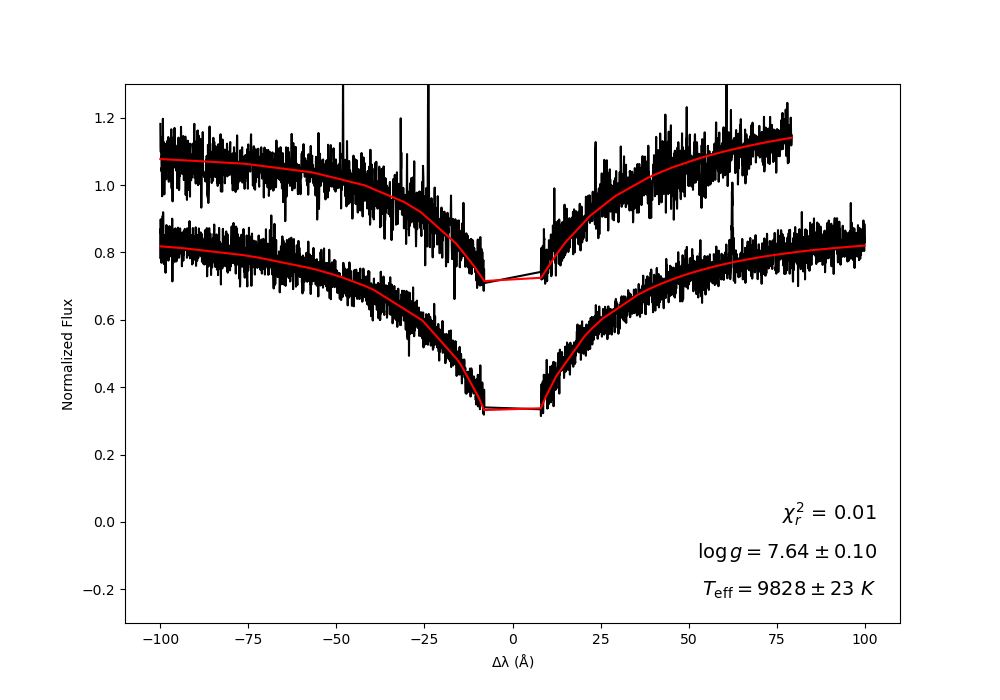 1.2
1.0
0.8
0.6
0.4
0.2
0.0
−0.2
Normalized Flux
χ²ᵣ = 0.01
log g = 7.64 ± 0.10
T_eff = 9828 ± 23 K
−100 −75 −50 −25 0 25 50 75 100
Δλ (Å)